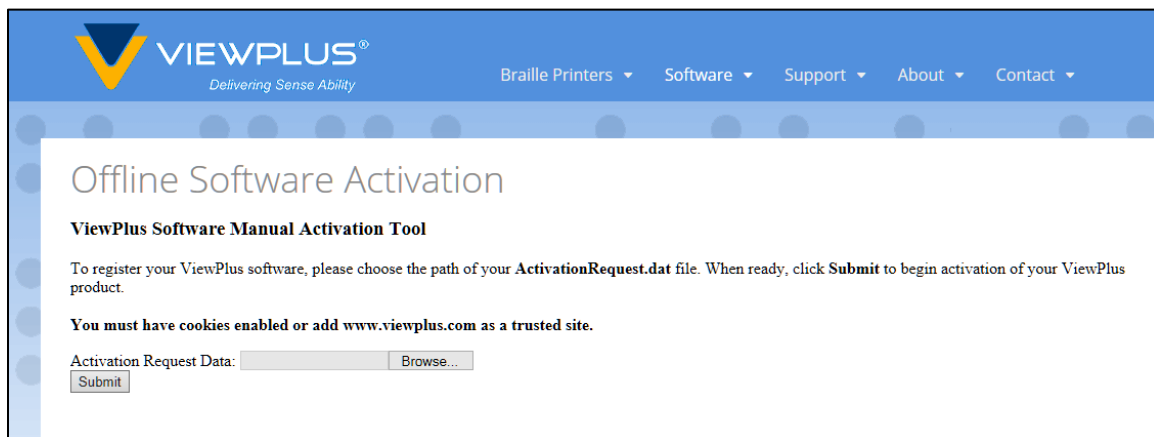 VIEWPLUS®
Delivering Sense Ability
Braille Printers Software Support About Contact
Offline Software Activation
ViewPlus Software Manual Activation Tool
To register your ViewPlus software, please choose the path of your ActivationRequest.dat file. When ready, click Submit to begin activation of your ViewPlus
product.
You must have cookies enabled or add www.viewplus.com as a trusted site.
Activation Request Data: Browse...
Submit